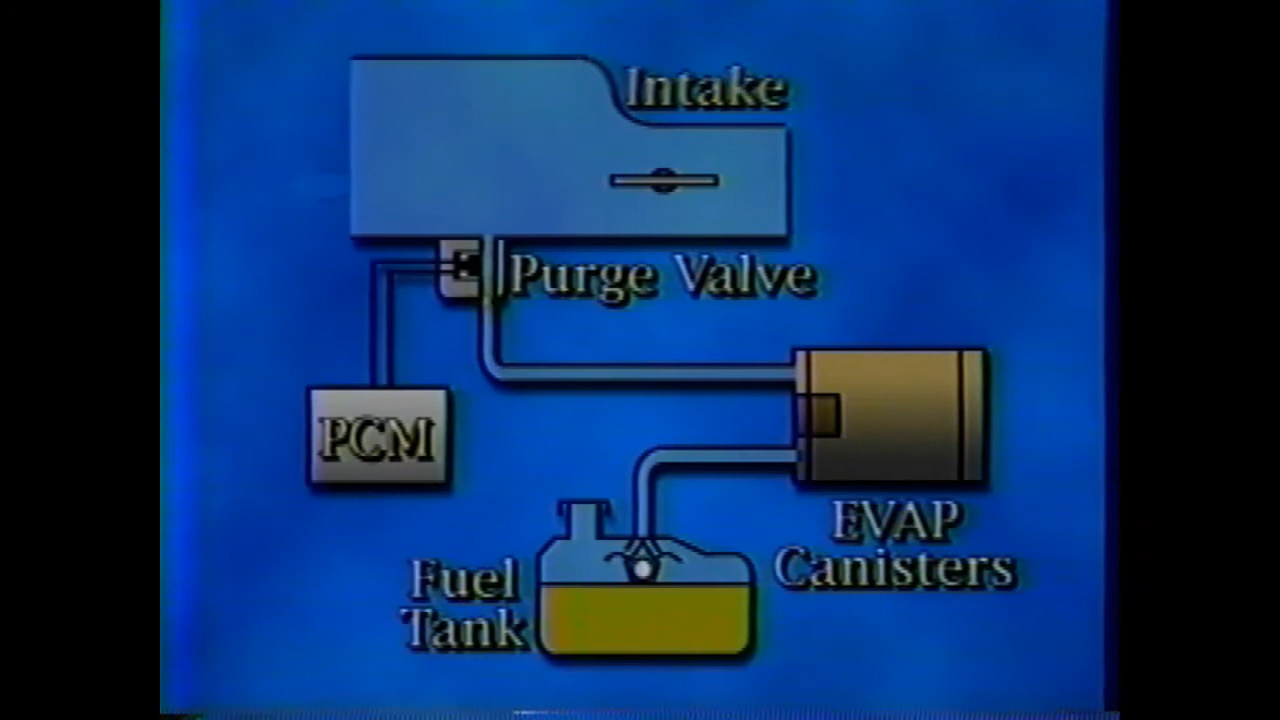 Intake
Purge Valve
PCM
EVAP
Canisters
Fuel
Tank